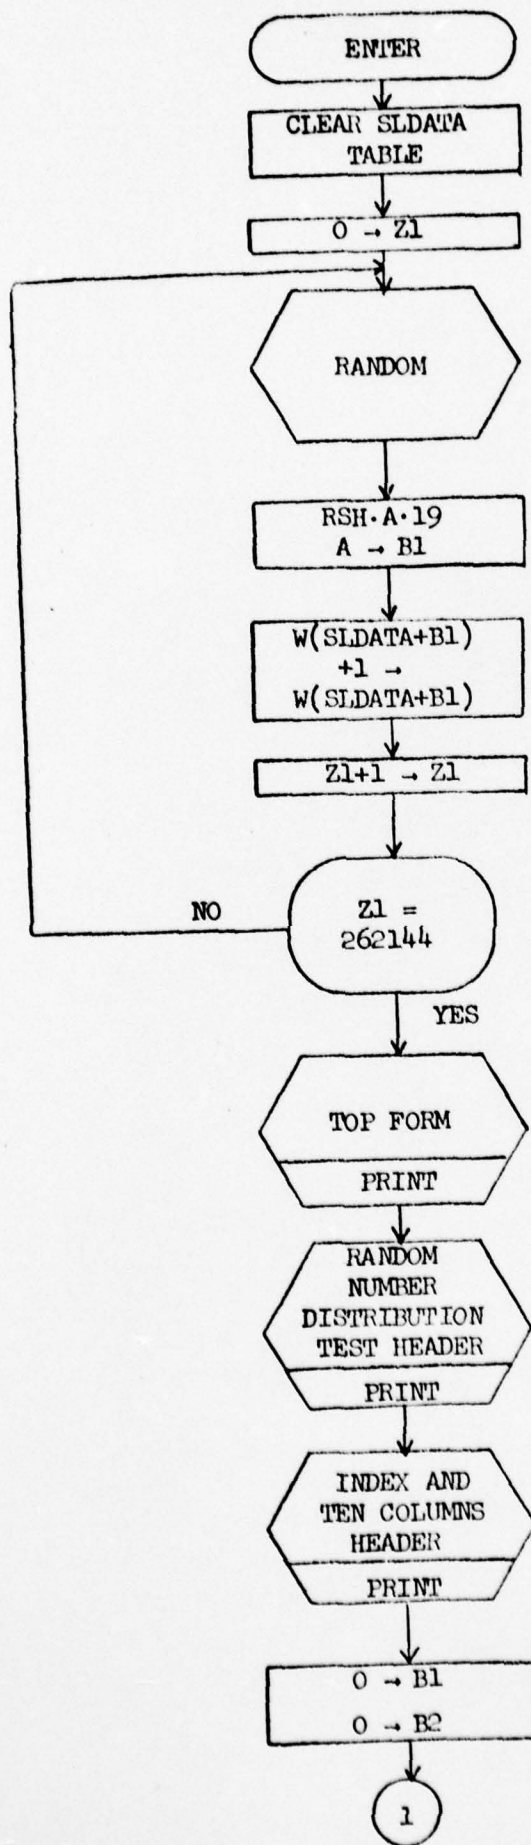 ENTER
CLEAR SLDATA
TABLE
0 → Z1
RANDOM
RSH·A·19
A → B1
W(SLDATA+B1)
+1 →
W(SLDATA+B1)
Z1+1 → Z1
Z1 =
262144
NO
YES
TOP FORM
PRINT
RANDOM
NUMBER
DISTRIBUTION
TEST HEADER
PRINT
INDEX AND
TEN COLUMNS
HEADER
PRINT
0 → B1
0 → B2
1